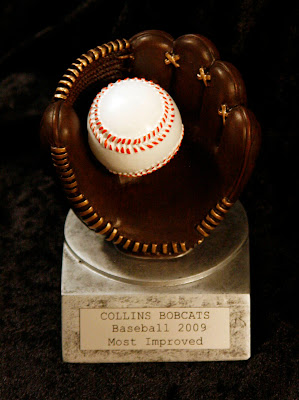 COLLINS BOBCATS
Baseball 2009
Most Improved